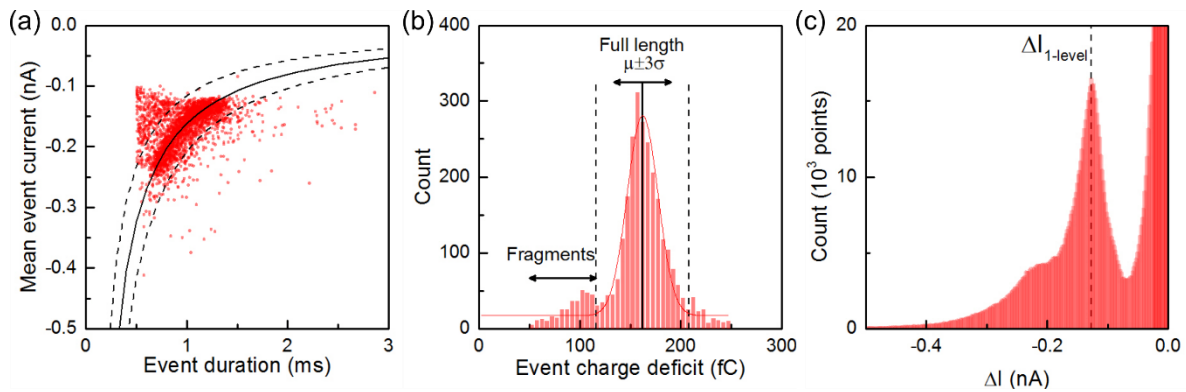 (a)
0.0
-0.1
-0.2
-0.3
-0.4
-0.5
Mean event current (nA)
0
1
2
3
Event duration (ms)
(b)
400
300
200
100
0
Count
Full length
μ±3σ
Fragments
0
100
200
300
Event charge deficit (fC)
(c)
20
10
0
Count (10³ points)
ΔI₁₋level
-0.4
-0.2
0.0
ΔI (nA)